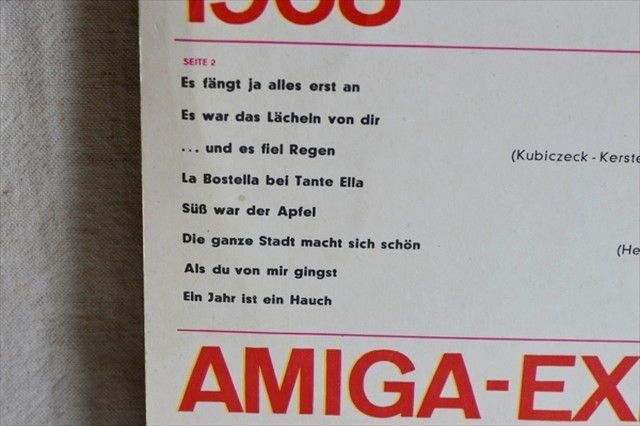 1968
SEITE 2
Es fängt ja alles erst an
Es war das Lächeln von dir
... und es fiel Regen
(Kubiczeck - Kerste
La Bostella bei Tante Ella
Süß war der Apfel
Die ganze Stadt macht sich schön
(He
Als du von mir gingst
Ein Jahr ist ein Hauch
AMIGA-EX